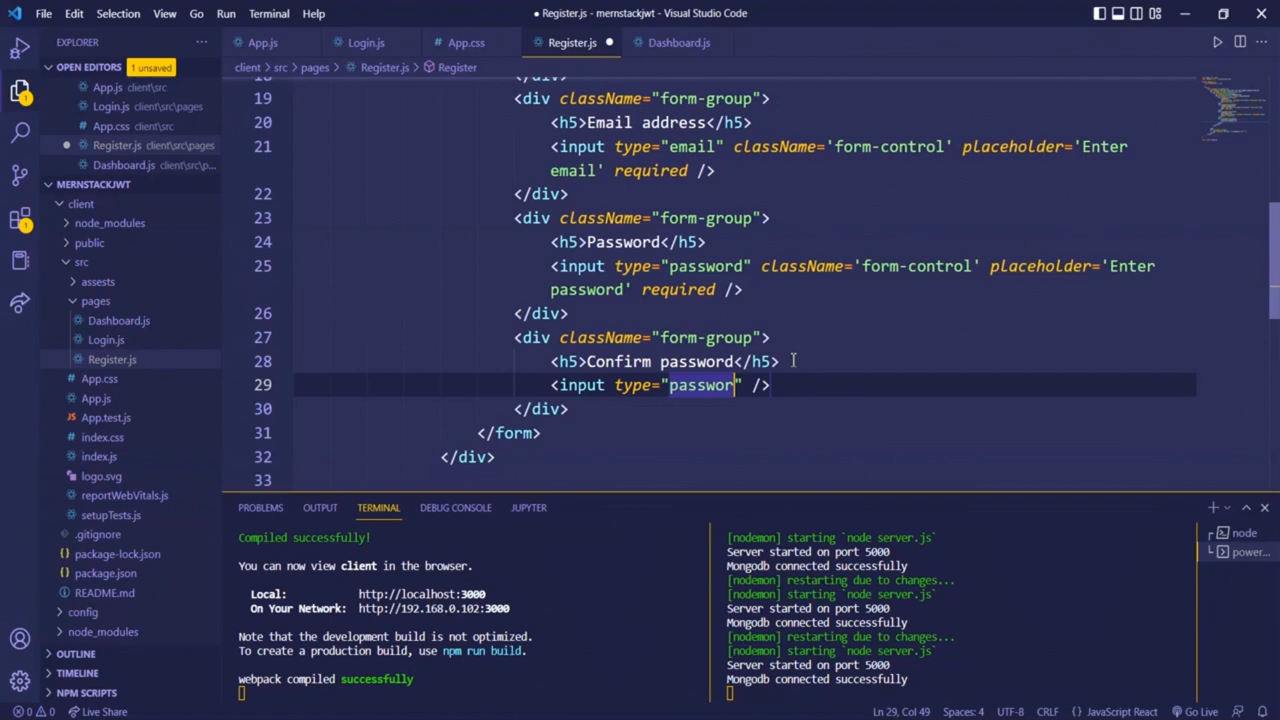 File Edit Selection View Go Run Terminal Help
● Register.js - mernstackjwt - Visual Studio Code
EXPLORER
App.js
Login.js
App.css
Register.js
Dashboard.js
OPEN EDITORS 1 unsaved
client > src > pages > Register.js > Register
App.js client\src
Login.js client\src\pages
App.css client\src
Register.js client\src\pages
Dashboard.js client\src\p...
MERNSTACKJWT
client
node_modules
public
src
assests
pages
Dashboard.js
Login.js
Register.js
App.css
App.js
App.test.js
index.css
index.js
logo.svg
reportWebVitals.js
setupTests.js
.gitignore
package-lock.json
package.json
README.md
config
node_modules
OUTLINE
TIMELINE
NPM SCRIPTS
18 </div>
19 <div className="form-group">
20 <h5>Email address</h5>
21 <input type="email" className='form-control' placeholder='Enter
email' required />
22 </div>
23 <div className="form-group">
24 <h5>Password</h5>
25 <input type="password" className='form-control' placeholder='Enter
password' required />
26 </div>
27 <div className="form-group">
28 <h5>Confirm password</h5>
29 <input type="passwor" />
30 </div>
31 </form>
32 </div>
33
PROBLEMS OUTPUT TERMINAL DEBUG CONSOLE JUPYTER
Compiled successfully!
You can now view client in the browser.
Local: http://localhost:3000
On Your Network: http://192.168.0.102:3000
Note that the development build is not optimized.
To create a production build, use npm run build.
webpack compiled successfully
[nodemon] starting `node server.js`
Server started on port 5000
Mongodb connected successfully
[nodemon] restarting due to changes...
[nodemon] starting `node server.js`
Server started on port 5000
Mongodb connected successfully
[nodemon] restarting due to changes...
[nodemon] starting `node server.js`
Server started on port 5000
Mongodb connected successfully
node
power...
0 0 Live Share
Ln 29, Col 49 Spaces: 4 UTF-8 CRLF {} JavaScript React Go Live